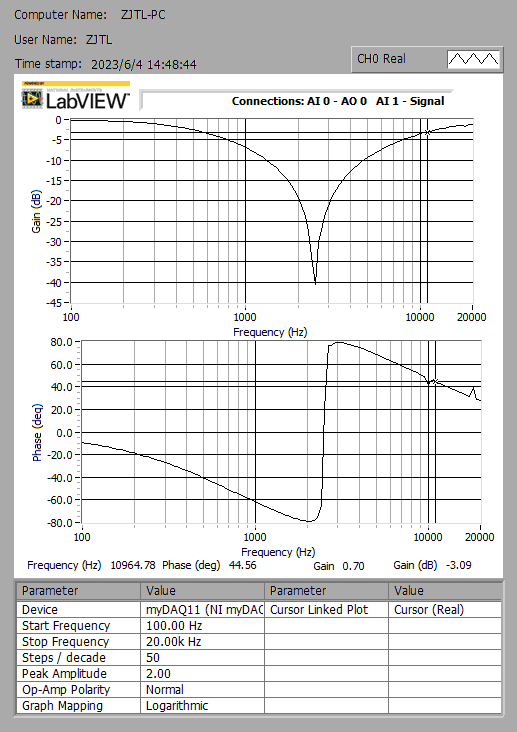 Computer Name: ZJTL-PC
User Name: ZJTL
Time stamp: 2023/6/4 14:48:44
CH0 Real
POWERED BY
NATIONAL INSTRUMENTS
LabVIEW™
Connections: AI 0 - AO 0 AI 1 - Signal
Gain (dB)
0
-5
-10
-15
-20
-25
-30
-35
-40
-45
100 1000 10000 20000
Frequency (Hz)
Phase (deg)
80.0
60.0
40.0
20.0
0.0
-20.0
-40.0
-60.0
-80.0
100 1000 10000 20000
Frequency (Hz)
Frequency (Hz) 10964.78 Phase (deg) 44.56 Gain 0.70 Gain (dB) -3.09
Parameter Value Parameter Value
Device myDAQ11 (NI myDAQ Cursor Linked Plot Cursor (Real)
Start Frequency 100.00 Hz
Stop Frequency 20.00k Hz
Steps / decade 50
Peak Amplitude 2.00
Op-Amp Polarity Normal
Graph Mapping Logarithmic